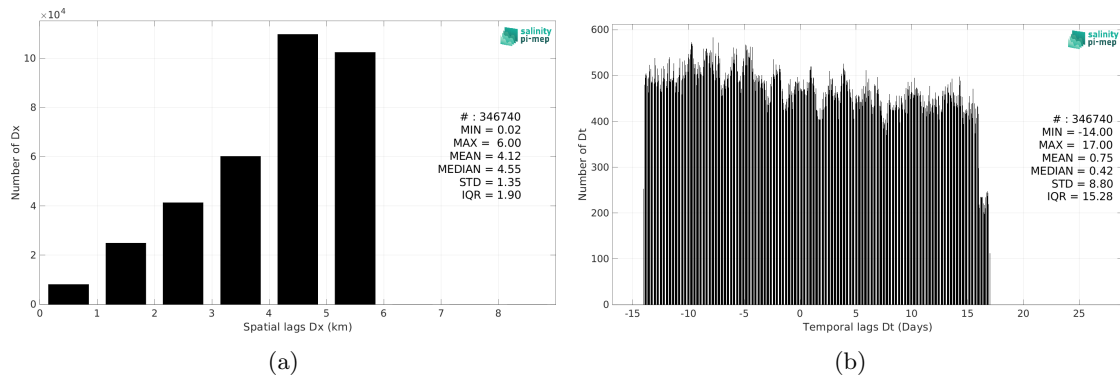 ×10⁴
salinity
pi-mep
10
8
6
4
2
0
Number of Dx
# : 346740
MIN = 0.02
MAX = 6.00
MEAN = 4.12
MEDIAN = 4.55
STD = 1.35
IQR = 1.90
0 1 2 3 4 5 6 7 8
Spatial lags Dx (km)
(a)
salinity
pi-mep
600
500
400
300
200
100
0
Number of Dt
# : 346740
MIN = -14.00
MAX = 17.00
MEAN = 0.75
MEDIAN = 0.42
STD = 8.80
IQR = 15.28
-15 -10 -5 0 5 10 15 20 25
Temporal lags Dt (Days)
(b)